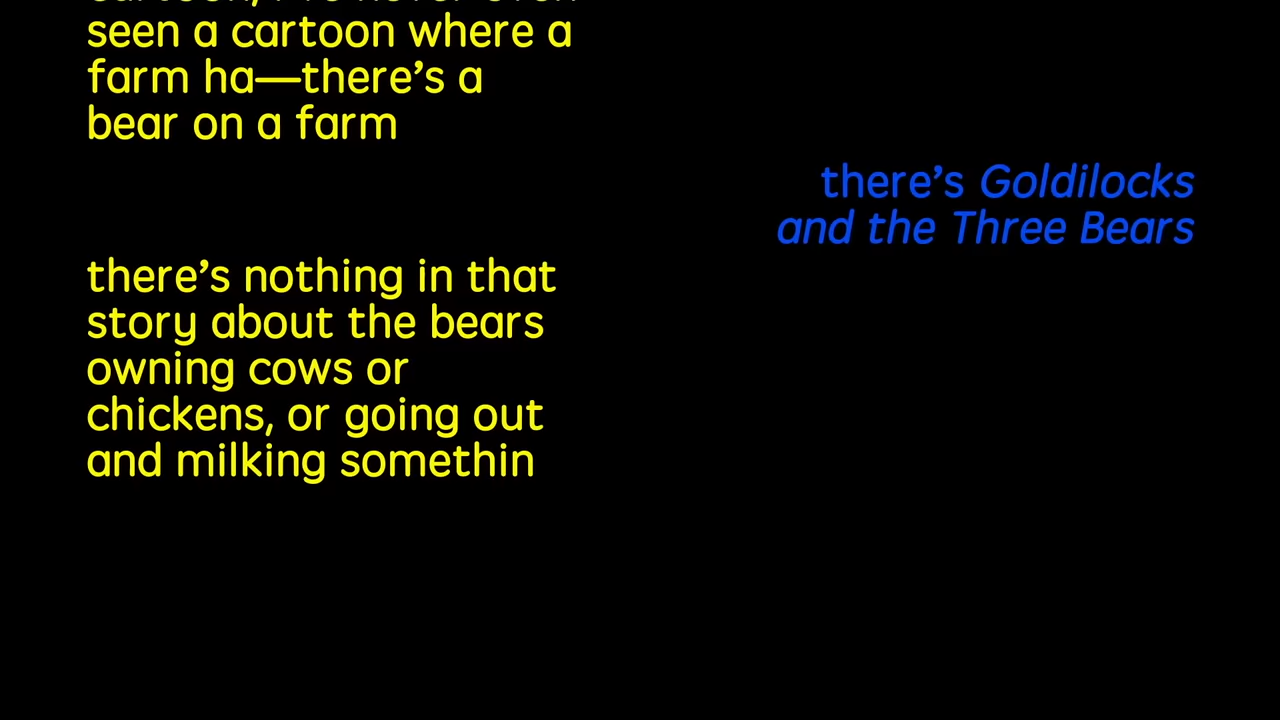 seen a cartoon where a
farm ha—there’s a
bear on a farm
there’s Goldilocks
and the Three Bears
there’s nothing in that
story about the bears
owning cows or
chickens, or going out
and milking somethin